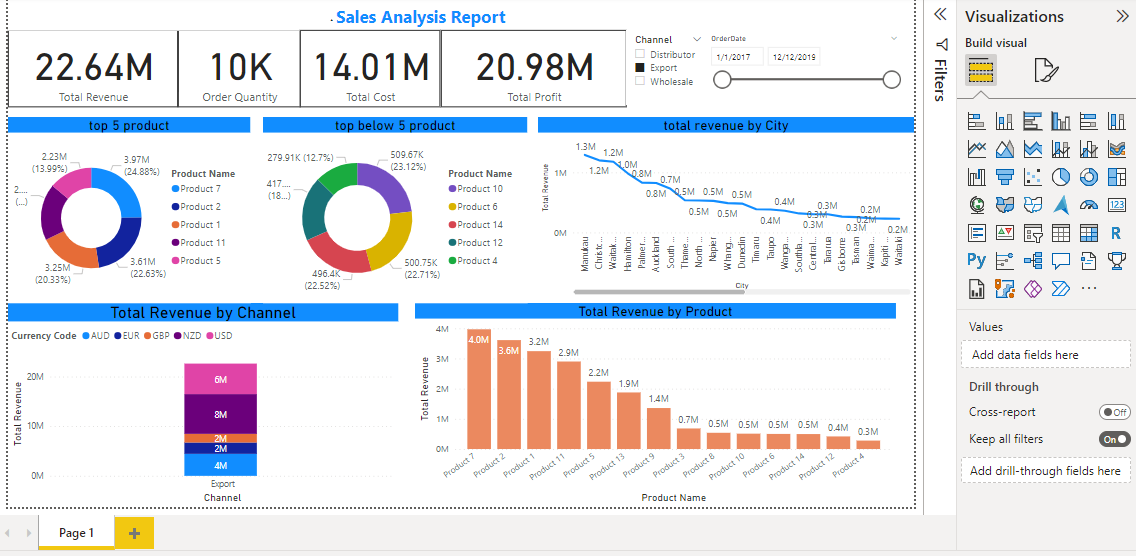 . Sales Analysis Report
22.64M
Total Revenue
10K
Order Quantity
14.01M
Total Cost
20.98M
Total Profit
Channel
Distributor
Export
Wholesale
OrderDate
1/1/2017
12/12/2019
top 5 product
2.23M
(13.99%)
3.97M
(24.88%)
2....
(...)
3.25M
(20.33%)
3.61M
(22.63%)
Product Name
Product 7
Product 2
Product 1
Product 11
Product 5
top below 5 product
279.91K (12.7%)
509.67K
(23.12%)
417....
(18...)
496.4K
(22.52%)
500.75K
(22.71%)
Product Name
Product 10
Product 6
Product 14
Product 12
Product 4
total revenue by City
Total Revenue
1M
0M
1.3M
1.2M
1.2M
1.0M
0.8M
0.8M
0.7M
0.5M
0.5M
0.5M
0.5M
0.5M
0.4M
0.4M
0.3M
0.3M
0.3M
0.2M
0.2M
Manukau
Christc...
Waitak...
Hamilton
Palmer...
Auckland
South ...
Thame...
North...
Napier
Whang...
Dunedin
Timaru
Taupo
Wanga...
Southla...
Central...
Tararua
Gisborne
Tasman
Waima...
Kapiti ...
Waitaki
City
Total Revenue by Channel
Currency Code AUD EUR GBP NZD USD
Total Revenue
20M
10M
0M
6M
8M
2M
2M
4M
Export
Channel
Total Revenue by Product
Total Revenue
4M
3M
2M
1M
0M
4.0M
3.6M
3.2M
2.9M
2.2M
1.9M
1.4M
0.7M
0.5M
0.5M
0.5M
0.5M
0.4M
0.3M
Product 7
Product 2
Product 1
Product 11
Product 5
Product 13
Product 9
Product 3
Product 8
Product 10
Product 6
Product 14
Product 12
Product 4
Product Name
Page 1
+
Filters
Visualizations
Build visual
123
R
Py
...
Values
Add data fields here
Drill through
Cross-report
Off
Keep all filters
On
Add drill-through fields here